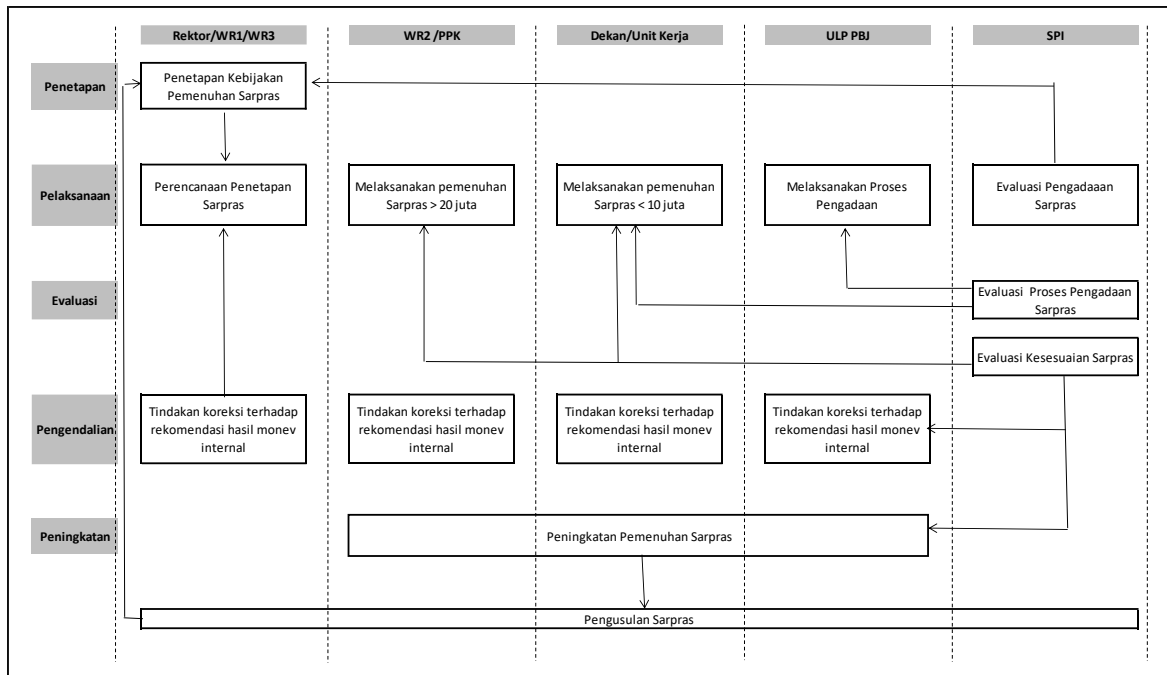 Rektor/WR1/WR3
WR2 /PPK
Dekan/Unit Kerja
ULP PBJ
SPI
Penetapan
Penetapan Kebijakan
Pemenuhan Sarpras
Pelaksanaan
Perencanaan Penetapan
Sarpras
Melaksanakan pemenuhan
Sarpras > 20 juta
Melaksanakan pemenuhan
Sarpras < 10 juta
Melaksanakan Proses
Pengadaan
Evaluasi Pengadaaan
Sarpras
Evaluasi
Evaluasi Proses Pengadaan
Sarpras
Evaluasi Kesesuaian Sarpras
Pengendalian
Tindakan koreksi terhadap
rekomendasi hasil monev
internal
Tindakan koreksi terhadap
rekomendasi hasil monev
internal
Tindakan koreksi terhadap
rekomendasi hasil monev
internal
Tindakan koreksi terhadap
rekomendasi hasil monev
internal
Peningkatan
Peningkatan Pemenuhan Sarpras
Pengusulan Sarpras